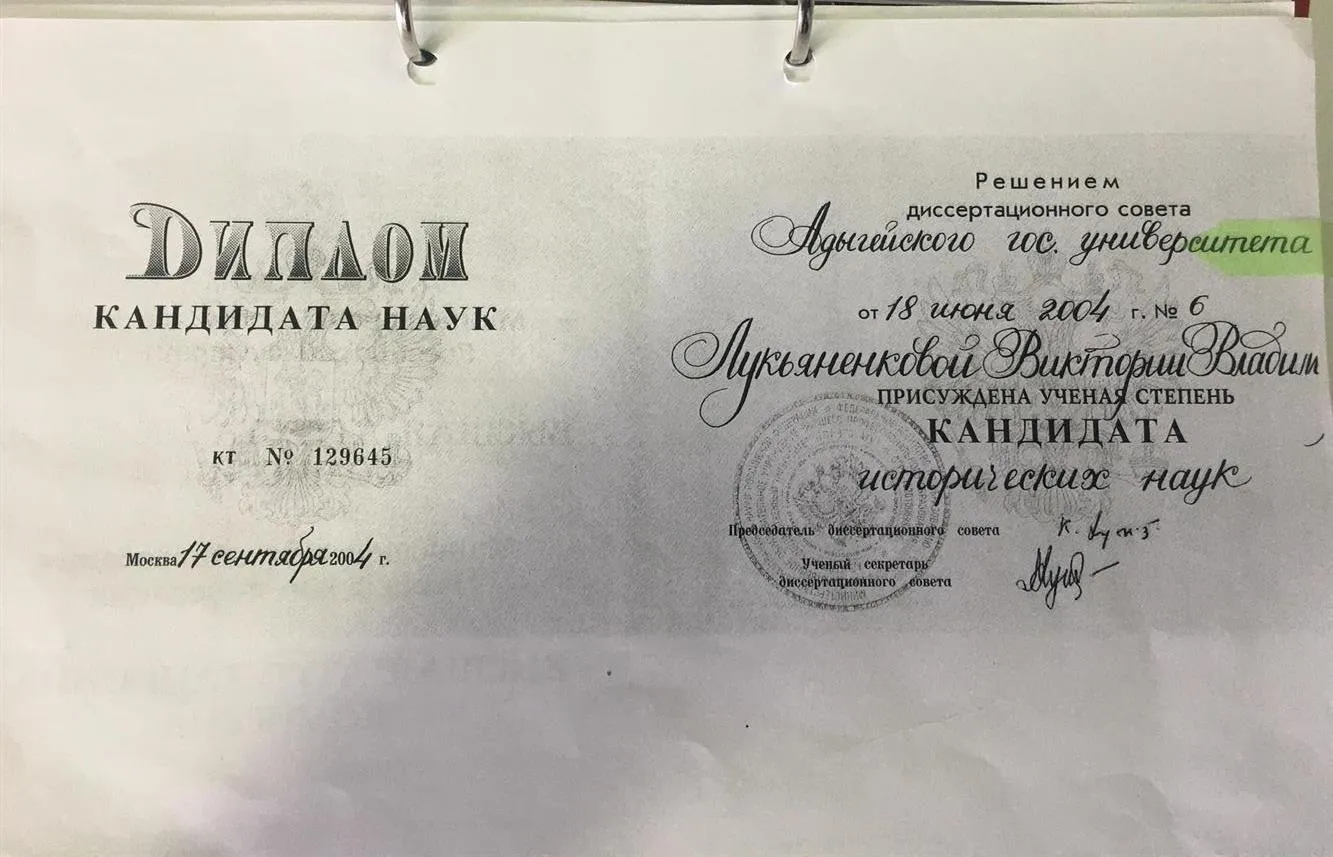 Диплом
КАНДИДАТА НАУК
КТ № 129645
Москва 17 сентября 2004 г.
Решением
диссертационного совета
Адыгейского гос. университета
от 18 июня 2004 г. № 6
Лукьяненковой Виктории Владим
ПРИСУЖДЕНА УЧЕНАЯ СТЕПЕНЬ
КАНДИДАТА
исторических наук
Председатель диссертационного совета
Ученый секретарь
диссертационного совета